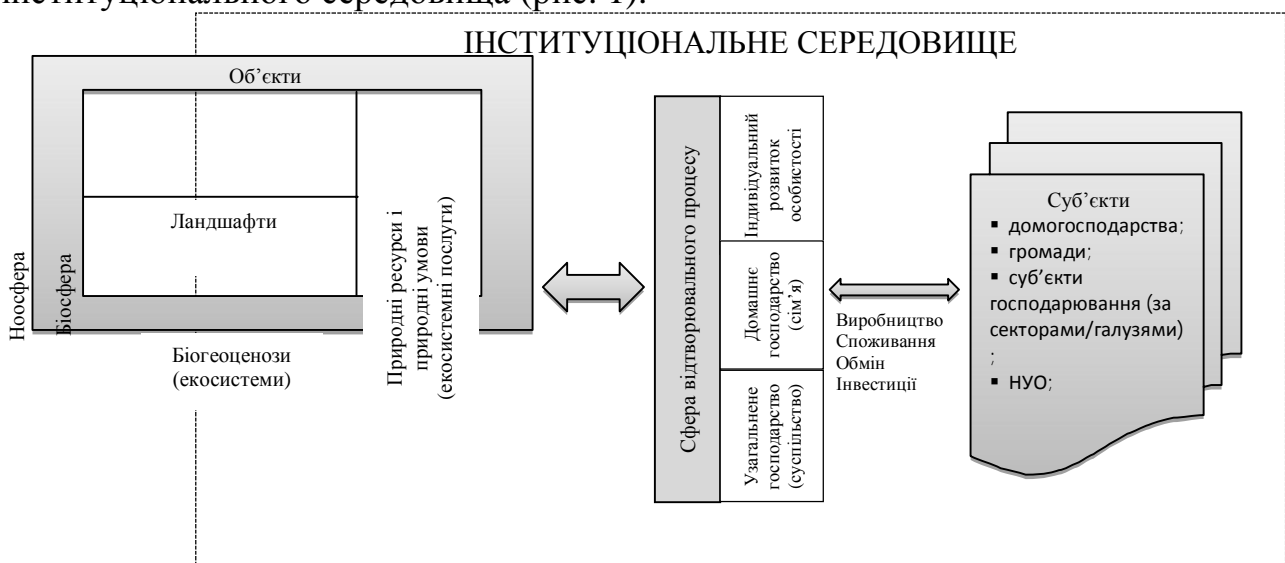 інституціонального середовища (рис. 1).
ІНСТИТУЦІОНАЛЬНЕ СЕРЕДОВИЩЕ
Об’єкти
Ландшафти
Ноосфера
Біосфера
Біогеоценози
(екосистеми)
Природні ресурси і
природні умови
(екосистемні послуги)
Сфера відтворювального процесу
Індивідуальний
розвиток
особистості
Домашнє
господарство
(сім’я)
Узагальнене
господарство
(суспільство)
Виробництво
Споживання
Обмін
Інвестиції
Суб’єкти
▪ домогосподарства;
▪ громади;
▪ суб’єкти
господарювання (за
секторами/галузями)
;
▪ НУО;